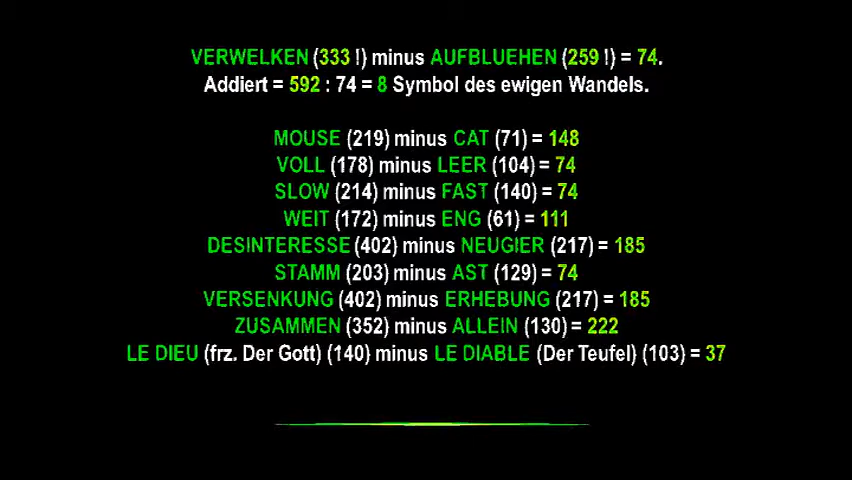 VERWELKEN (333 !) minus AUFBLUEHEN (259 !) = 74.
Addiert = 592 : 74 = 8 Symbol des ewigen Wandels.
MOUSE (219) minus CAT (71) = 148
VOLL (178) minus LEER (104) = 74
SLOW (214) minus FAST (140) = 74
WEIT (172) minus ENG (61) = 111
DESINTERESSE (402) minus NEUGIER (217) = 185
STAMM (203) minus AST (129) = 74
VERSENKUNG (402) minus ERHEBUNG (217) = 185
ZUSAMMEN (352) minus ALLEIN (130) = 222
LE DIEU (frz. Der Gott) (140) minus LE DIABLE (Der Teufel) (103) = 37